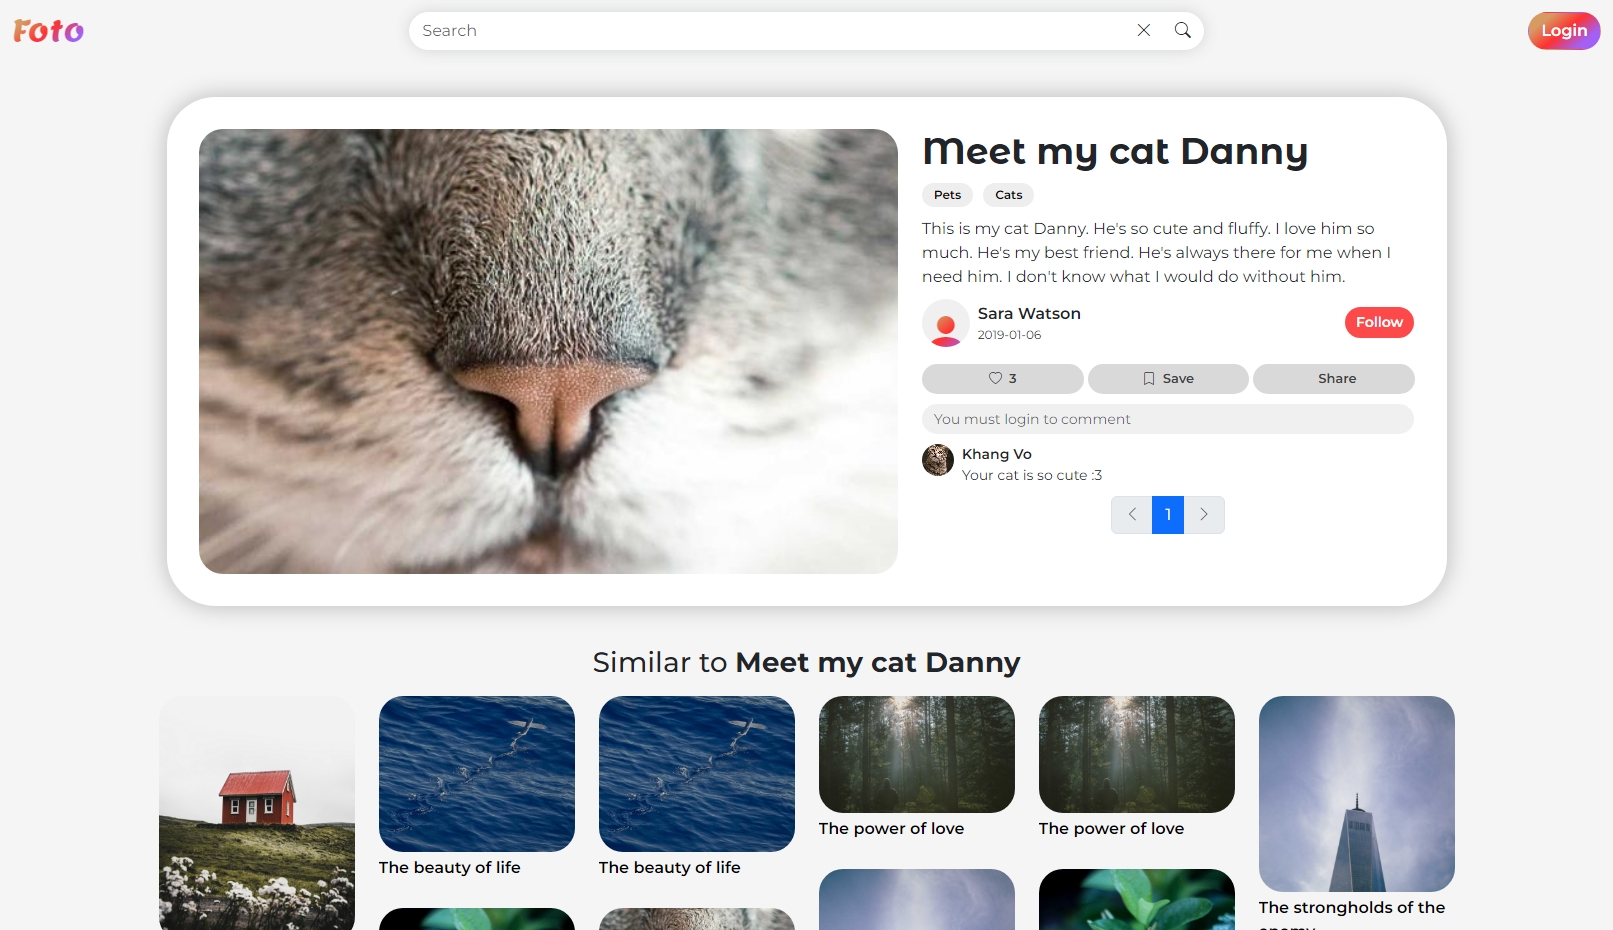 Foto
Search
Login
Meet my cat Danny
Pets
Cats
This is my cat Danny. He's so cute and fluffy. I love him so
much. He's my best friend. He's always there for me when I
need him. I don't know what I would do without him.
Sara Watson
2019-01-06
Follow
3
Save
Share
You must login to comment
Khang Vo
Your cat is so cute :3
1
Similar to Meet my cat Danny
The beauty of life
The beauty of life
The power of love
The power of love
The strongholds of the